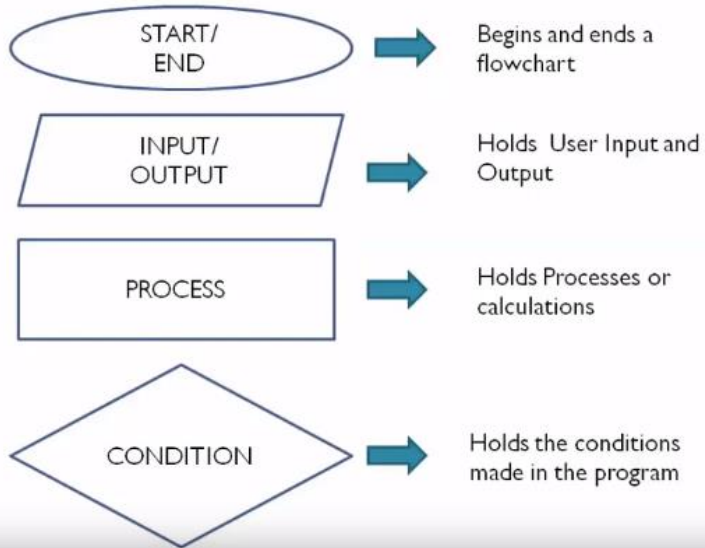 START/
END
Begins and ends a
flowchart
INPUT/
OUTPUT
Holds User Input and
Output
PROCESS
Holds Processes or
calculations
CONDITION
Holds the conditions
made in the program